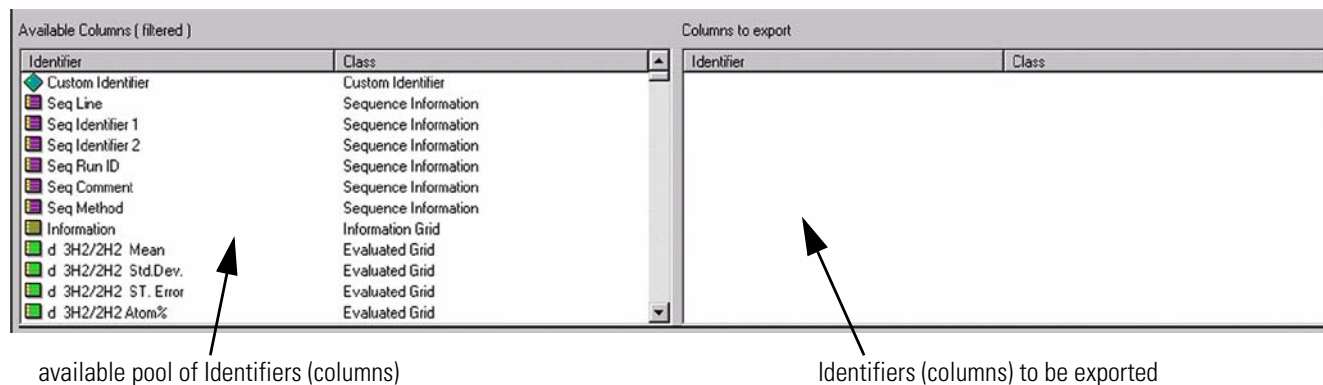 Available Columns ( filtered )
Columns to export
Identifier Class
Identifier Class
Custom Identifier Custom Identifier
Seq Line Sequence Information
Seq Identifier 1 Sequence Information
Seq Identifier 2 Sequence Information
Seq Run ID Sequence Information
Seq Comment Sequence Information
Seq Method Sequence Information
Information Information Grid
d 3H2/2H2 Mean Evaluated Grid
d 3H2/2H2 Std.Dev. Evaluated Grid
d 3H2/2H2 ST. Error Evaluated Grid
d 3H2/2H2 Atom% Evaluated Grid
available pool of Identifiers (columns)
Identifiers (columns) to be exported